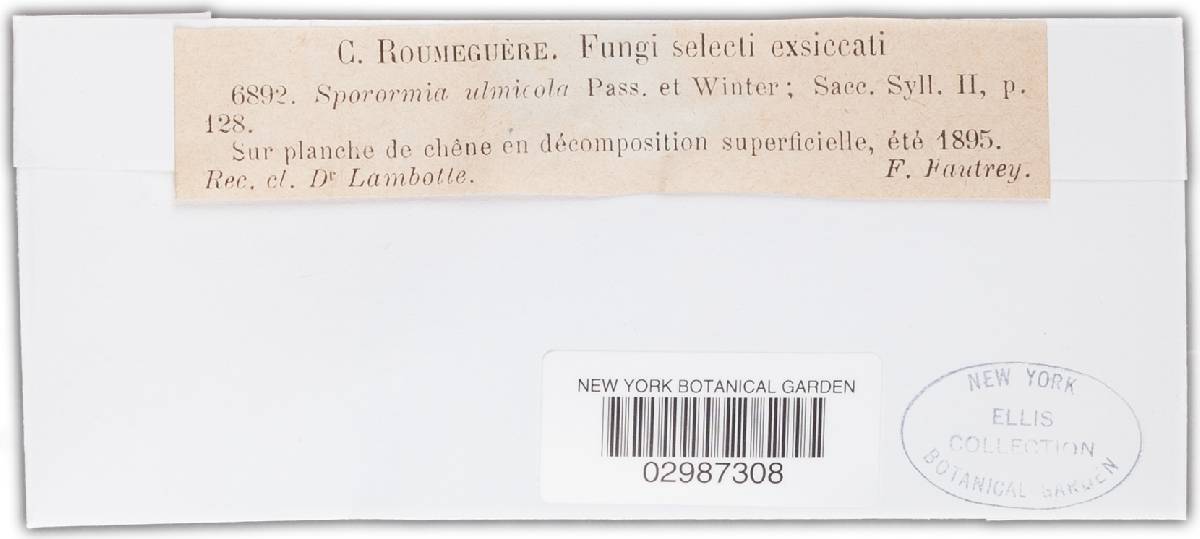 C. ROUMEGUÈRE. Fungi selecti exsiccati
6892. Sporormia ulmicola Pass. et Winter; Sacc. Syll. II, p.
128.
Sur planche de chêne en décomposition superficielle, été 1895.
Rec. cl. Dr Lambotte. F. Fautrey.
NEW YORK BOTANICAL GARDEN
02987308
NEW YORK
ELLIS
COLLECTION
BOTANICAL GARDEN